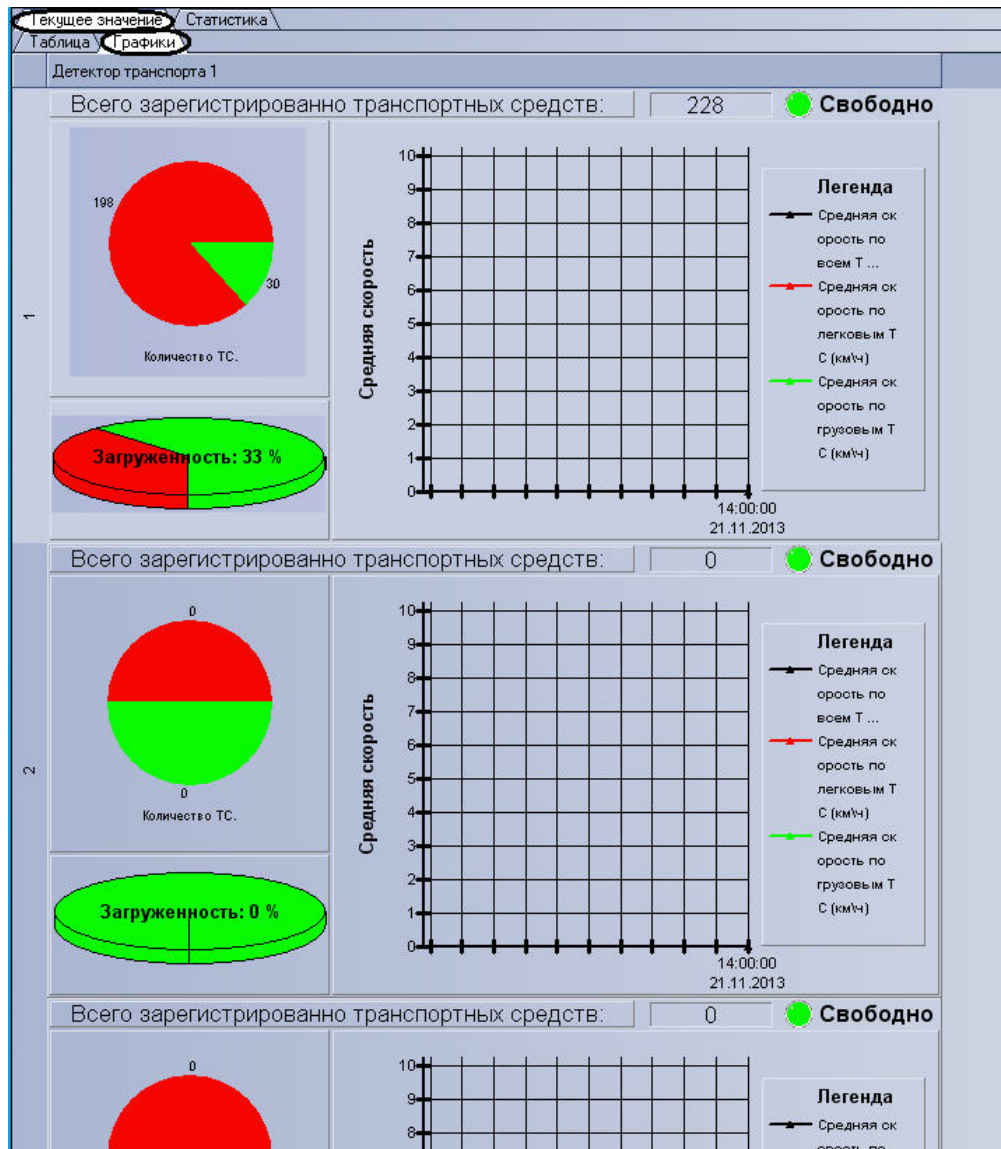 Текущее значение Статистика
Таблица Графики
Детектор транспорта 1
1
Всего зарегистрированно транспортных средств: 228 Свободно
198
30
Количество ТС.
Загруженность: 33 %
Средняя скорость
10
9
8
7
6
5
4
3
2
1
0
14:00:00
21.11.2013
Легенда
Средняя ск
орость по
всем Т ...
Средняя ск
орость по
легковым Т
С (км\ч)
Средняя ск
орость по
грузовым Т
С (км\ч)
2
Всего зарегистрированно транспортных средств: 0 Свободно
0
0
Количество ТС.
Загруженность: 0 %
Средняя скорость
10
9
8
7
6
5
4
3
2
1
0
14:00:00
21.11.2013
Легенда
Средняя ск
орость по
всем Т ...
Средняя ск
орость по
легковым Т
С (км\ч)
Средняя ск
орость по
грузовым Т
С (км\ч)
Всего зарегистрированно транспортных средств: 0 Свободно
0
10
9
8
Легенда
Средняя ск
орость по